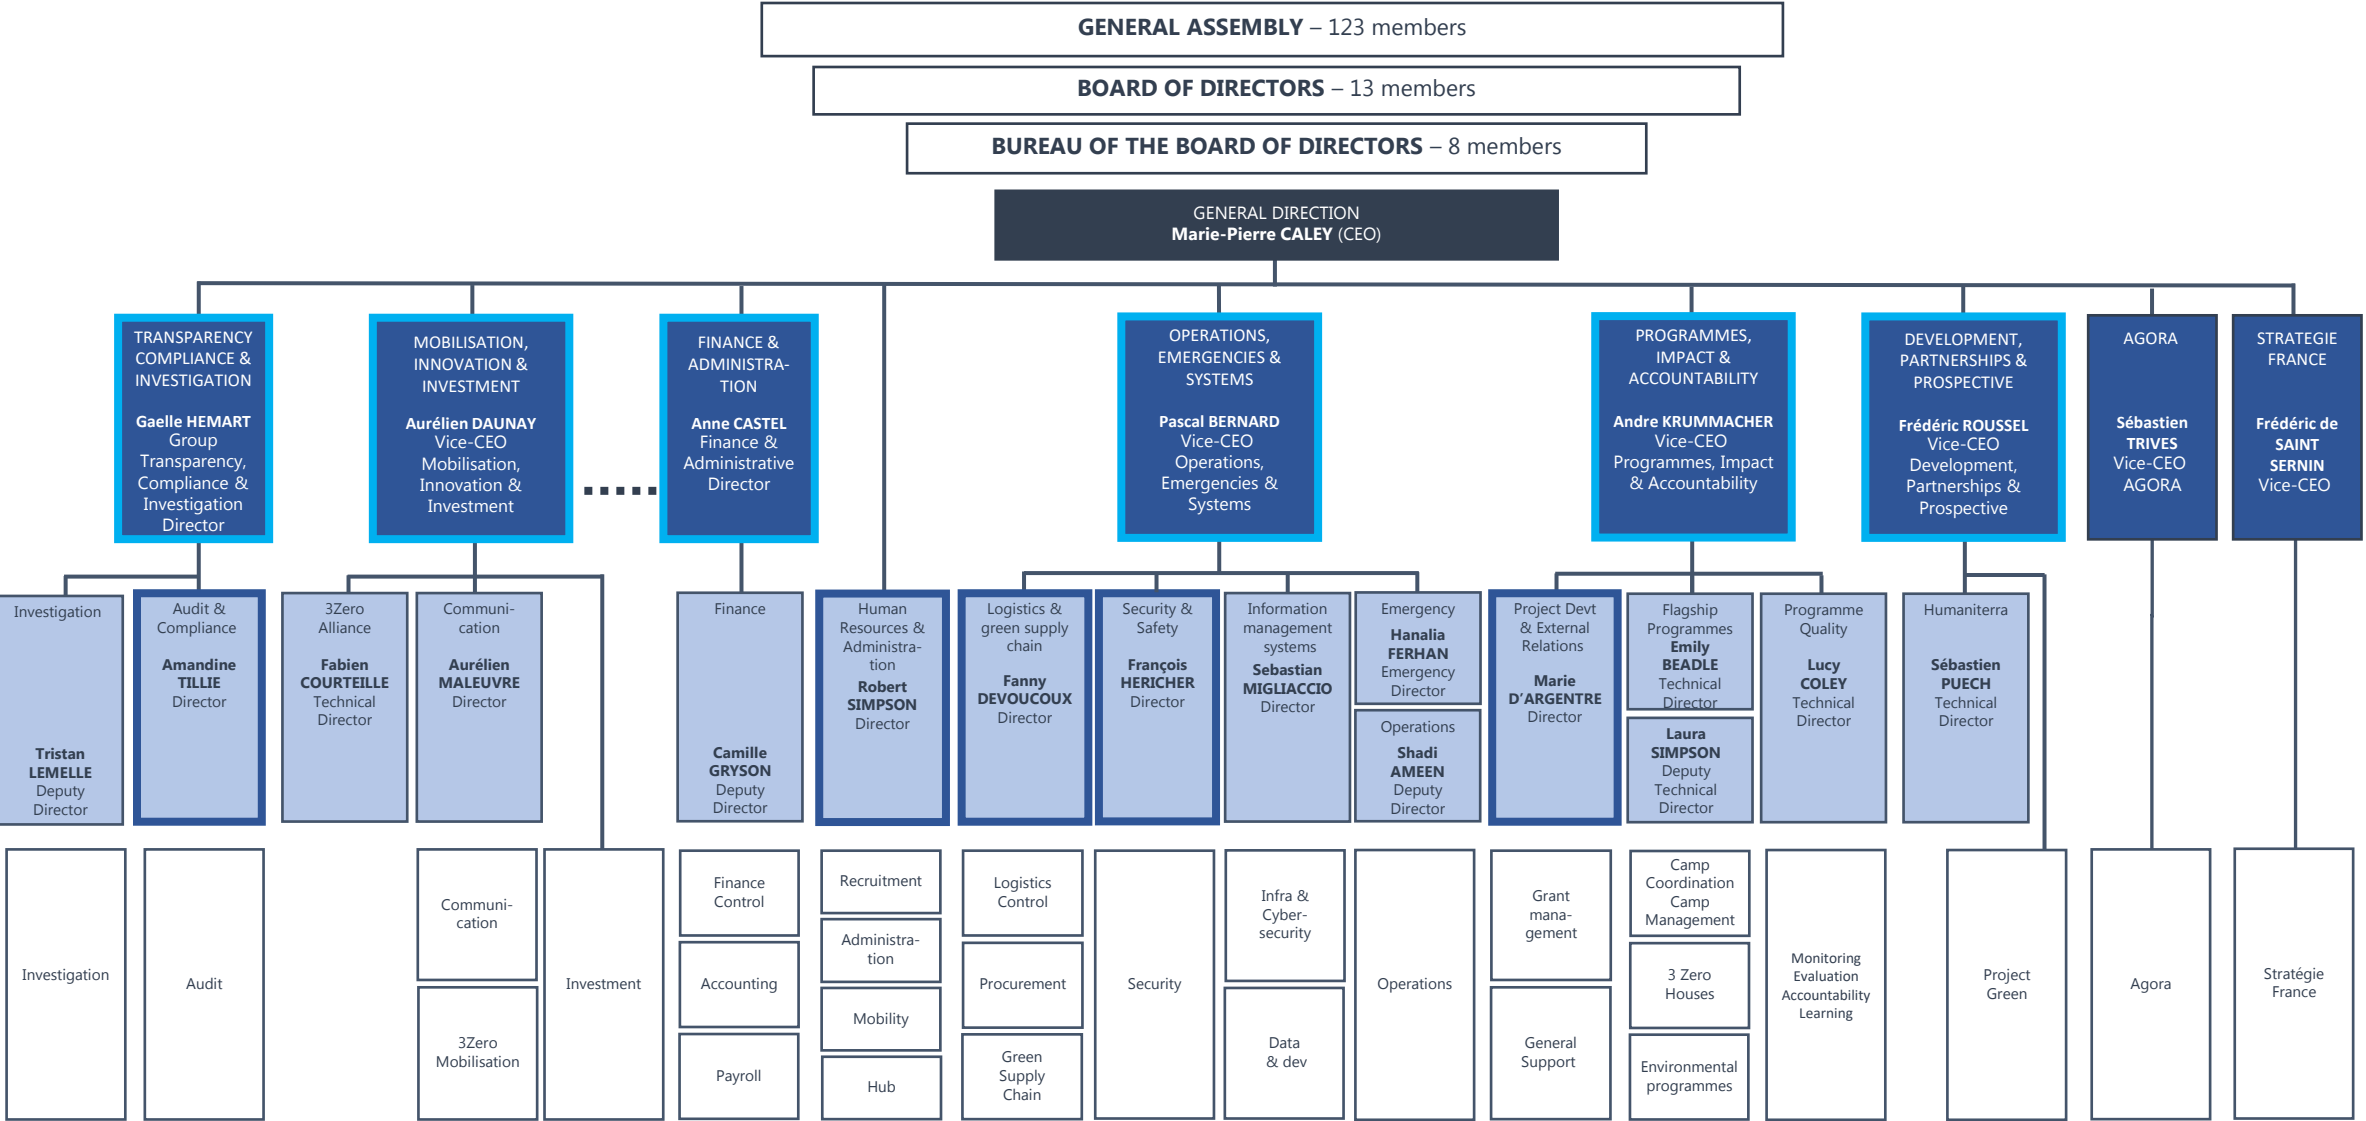 GENERAL ASSEMBLY – 123 members
BOARD OF DIRECTORS – 13 members
BUREAU OF THE BOARD OF DIRECTORS – 8 members
GENERAL DIRECTION
Marie-Pierre CALEY (CEO)
TRANSPARENCY
COMPLIANCE &
INVESTIGATION
Gaelle HEMART
Group
Transparency,
Compliance &
Investigation
Director
MOBILISATION,
INNOVATION &
INVESTMENT
Aurélien DAUNAY
Vice-CEO
Mobilisation,
Innovation &
Investment
FINANCE &
ADMINISTRA-
TION
Anne CASTEL
Finance &
Administrative
Director
OPERATIONS,
EMERGENCIES &
SYSTEMS
Pascal BERNARD
Vice-CEO
Operations,
Emergencies &
Systems
PROGRAMMES,
IMPACT &
ACCOUNTABILITY
Andre KRUMMACHER
Vice-CEO
Programmes, Impact
& Accountability
DEVELOPMENT,
PARTNERSHIPS &
PROSPECTIVE
Frédéric ROUSSEL
Vice-CEO
Development,
Partnerships &
Prospective
AGORA
Sébastien
TRIVES
Vice-CEO
AGORA
STRATEGIE
FRANCE
Frédéric de
SAINT
SERNIN
Vice-CEO
Investigation
Tristan
LEMELLE
Deputy
Director
Audit &
Compliance
Amandine
TILLIE
Director
3Zero
Alliance
Fabien
COURTEILLE
Technical
Director
Communi-
cation
Aurélien
MALEUVRE
Director
Finance
Camille
GRYSON
Deputy
Director
Human
Resources &
Administra-
tion
Robert
SIMPSON
Director
Logistics &
green supply
chain
Fanny
DEVOUCOUX
Director
Security &
Safety
François
HERICHER
Director
Information
management
systems
Sebastian
MIGLIACCIO
Director
Emergency
Hanalia
FERHAN
Emergency
Director
Operations
Shadi
AMEEN
Deputy
Director
Project Devt
& External
Relations
Marie
D’ARGENTRE
Director
Flagship
Programmes
Emily
BEADLE
Technical
Director
Laura
SIMPSON
Deputy
Technical
Director
Programme
Quality
Lucy
COLEY
Technical
Director
Humaniterra
Sébastien
PUECH
Technical
Director
Investigation
Audit
Communi-
cation
3Zero
Mobilisation
Investment
Finance
Control
Accounting
Payroll
Recruitment
Administra-
tion
Mobility
Hub
Logistics
Control
Procurement
Green
Supply
Chain
Security
Infra &
Cyber-
security
Data
& dev
Operations
Grant
mana-
gement
General
Support
Camp
Coordination
Camp
Management
3 Zero
Houses
Environmental
programmes
Monitoring
Evaluation
Accountability
Learning
Project
Green
Agora
Stratégie
France